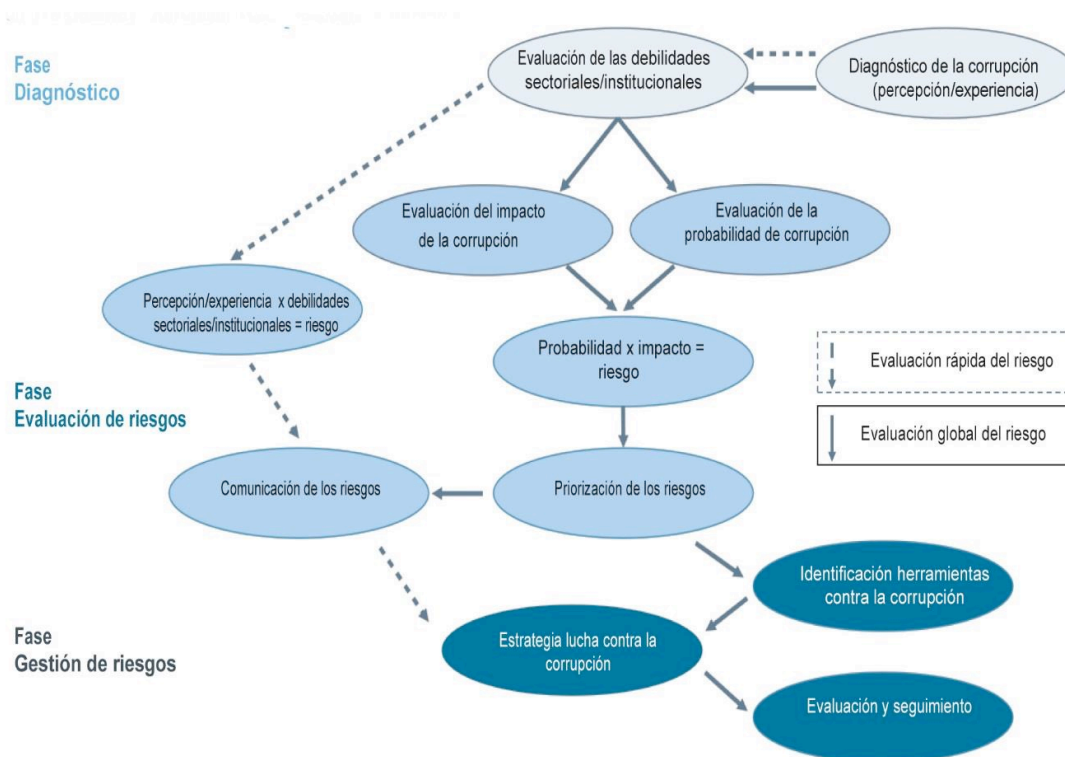 Fase
Diagnóstico
Evaluación de las debilidades
sectoriales/institucionales
Diagnóstico de la corrupción
(percepción/experiencia)
Evaluación del impacto
de la corrupción
Evaluación de la
probabilidad de corrupción
Percepción/experiencia x debilidades
sectoriales/institucionales = riesgo
Probabilidad x impacto =
riesgo
Evaluación rápida del riesgo
Fase
Evaluación de riesgos
Evaluación global del riesgo
Comunicación de los riesgos
Priorización de los riesgos
Identificación herramientas
contra la corrupción
Fase
Gestión de riesgos
Estrategia lucha contra la
corrupción
Evaluación y seguimiento